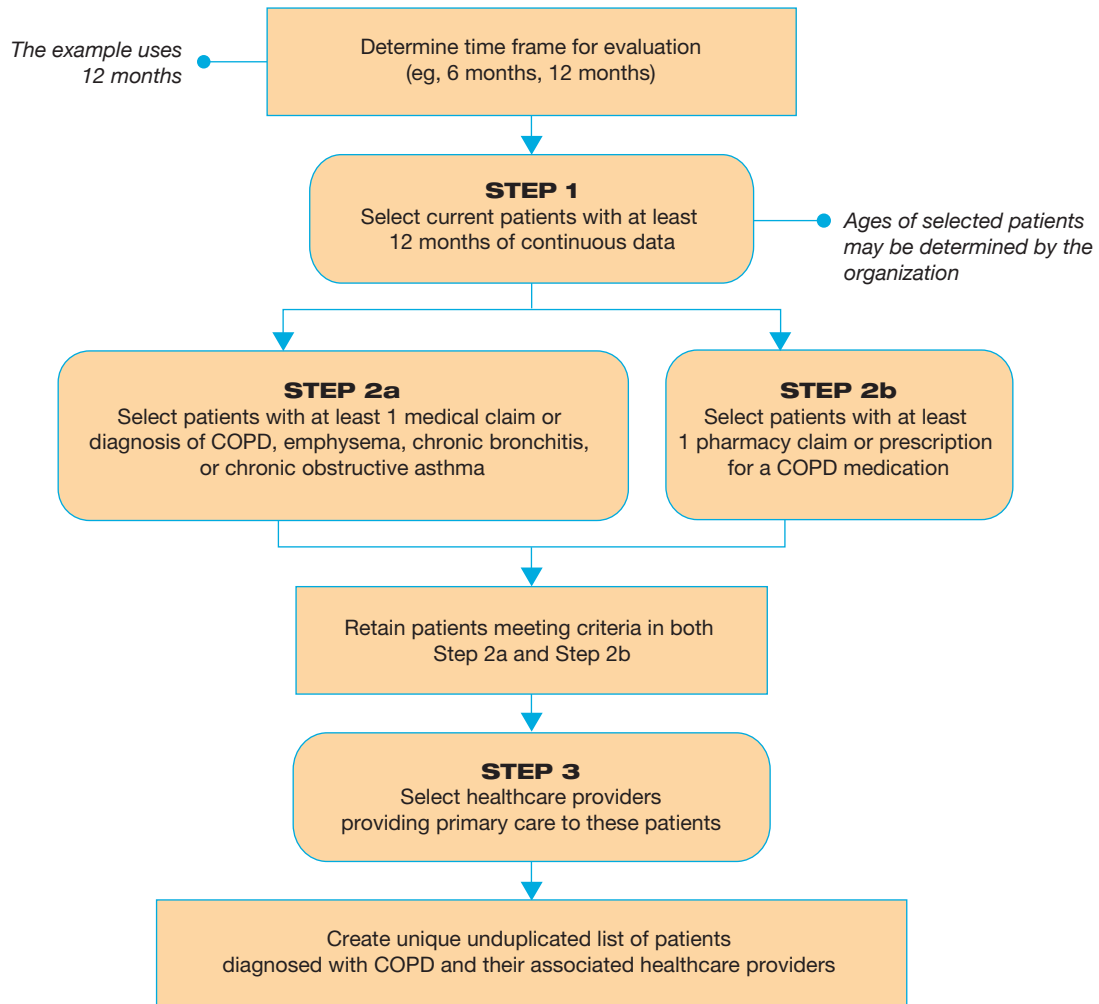 The example uses
12 months
Determine time frame for evaluation
(eg, 6 months, 12 months)
STEP 1
Select current patients with at least
12 months of continuous data
Ages of selected patients
may be determined by the
organization
STEP 2a
Select patients with at least 1 medical claim or
diagnosis of COPD, emphysema, chronic bronchitis,
or chronic obstructive asthma
STEP 2b
Select patients with at least
1 pharmacy claim or prescription
for a COPD medication
Retain patients meeting criteria in both
Step 2a and Step 2b
STEP 3
Select healthcare providers
providing primary care to these patients
Create unique unduplicated list of patients
diagnosed with COPD and their associated healthcare providers